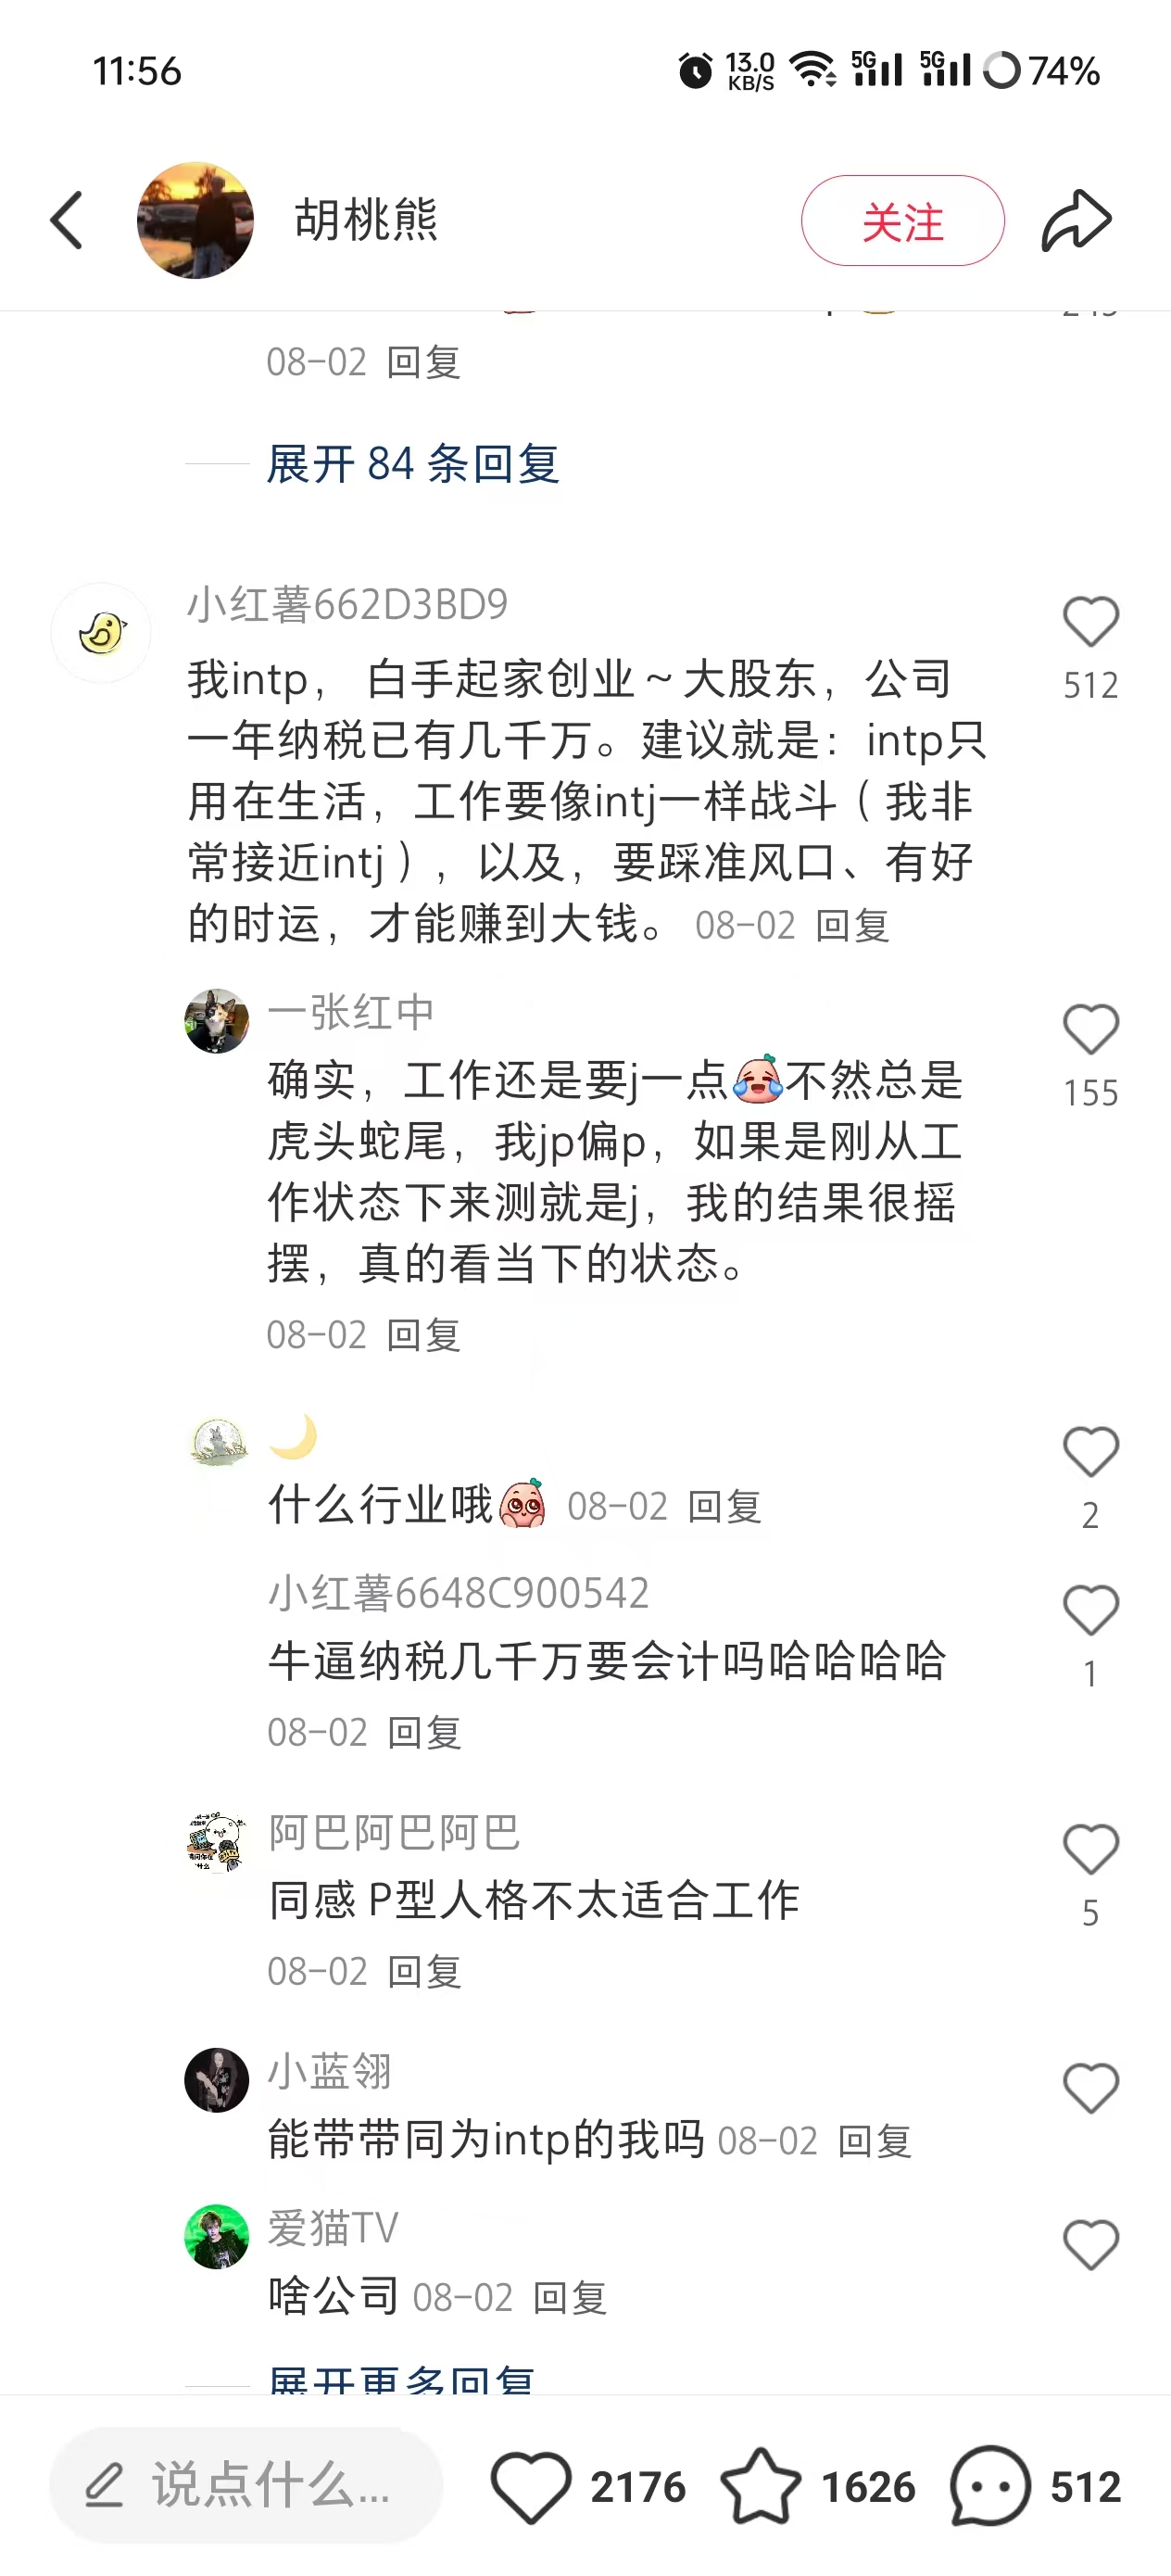 11:56
13.0
KB/S
5G
5G
74%
胡桃熊
关注
08-02 回复
展开 84 条回复
小红薯662D3BD9
我intp，白手起家创业～大股东，公司
一年纳税已有几千万。建议就是：intp只
用在生活，工作要像intj一样战斗（我非
常接近intj），以及，要踩准风口、有好
的时运，才能赚到大钱。 08-02 回复
512
一张红中
确实，工作还是要j一点不然总是
虎头蛇尾，我jp偏p，如果是刚从工
作状态下来测就是j，我的结果很摇
摆，真的看当下的状态。
08-02 回复
155
什么行业哦 08-02 回复
2
小红薯6648C900542
牛逼纳税几千万要会计吗哈哈哈哈
08-02 回复
1
阿巴阿巴阿巴
同感 P型人格不太适合工作
08-02 回复
5
小蓝翎
能带带同为intp的我吗 08-02 回复
爱猫TV
啥公司 08-02 回复
展开更多回复
说点什么...
2176
1626
512